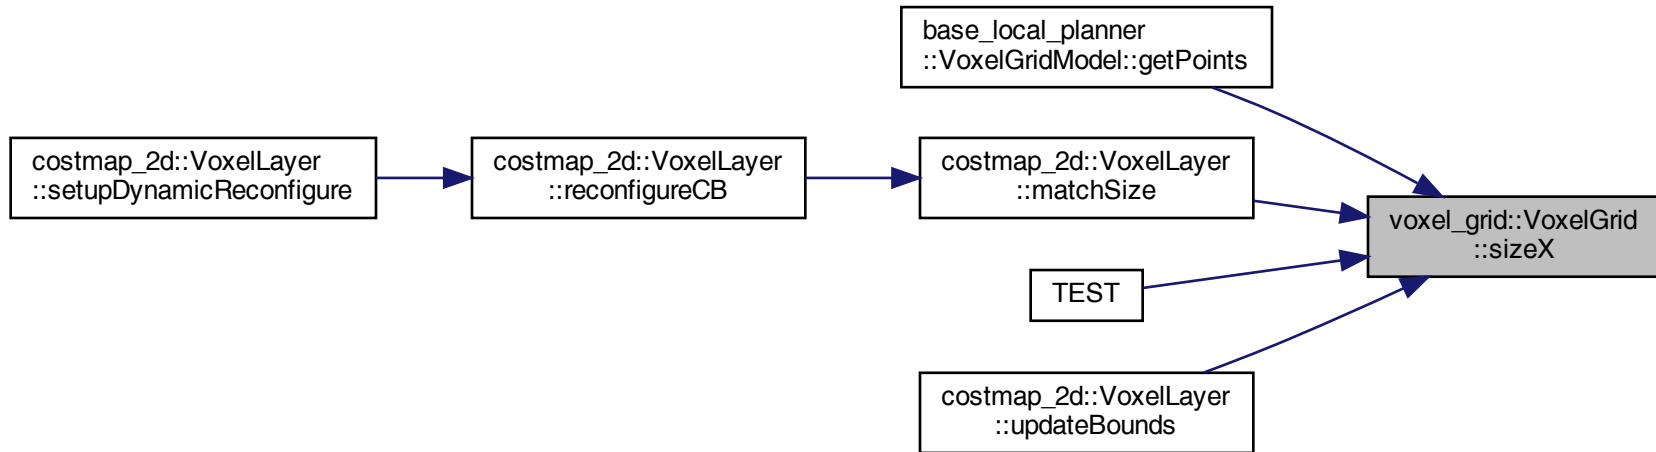 base_local_planner
::VoxelGridModel::getPoints
costmap_2d::VoxelLayer
::setupDynamicReconfigure
costmap_2d::VoxelLayer
::reconfigureCB
costmap_2d::VoxelLayer
::matchSize
voxel_grid::VoxelGrid
::sizeX
TEST
costmap_2d::VoxelLayer
::updateBounds